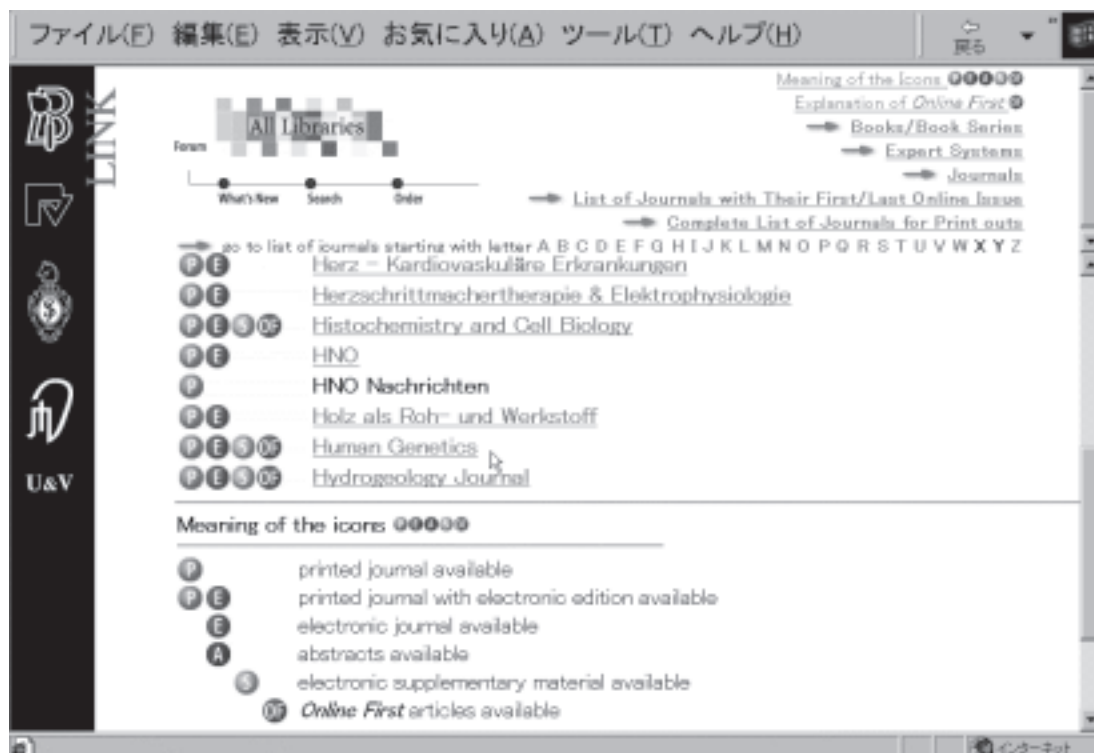 ファイル(F) 編集(E) 表示(V) お気に入り(A) ツール(T) ヘルプ(H)
戻る
LINK
U&V
All Libraries
Forum
What's New Search Order
Meaning of the Icons
Explanation of Online First
Books/Book Series
Expert Systems
Journals
List of Journals with Their First/Last Online Issue
Complete List of Journals for Print outs
go to list of journals starting with letter A B C D E F G H I J K L M N O P Q R S T U V W X Y Z
P E Herz - Kardiovaskuläre Erkrankungen
P E Herzschrittmachertherapie & Elektrophysiologie
P E S OF Histochemistry and Cell Biology
P E HNO
P HNO Nachrichten
P E Holz als Roh- und Werkstoff
P E S OF Human Genetics
P E S OF Hydrogeology Journal
Meaning of the icons
P printed journal available
P E printed journal with electronic edition available
E electronic journal available
A abstracts available
S electronic supplementary material available
OF Online First articles available
インターネット